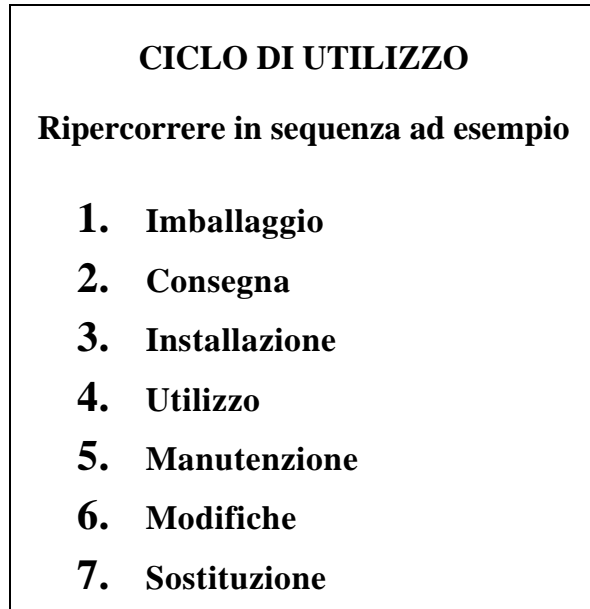 CICLO DI UTILIZZO
Ripercorrere in sequenza ad esempio
1. Imballaggio
2. Consegna
3. Installazione
4. Utilizzo
5. Manutenzione
6. Modifiche
7. Sostituzione